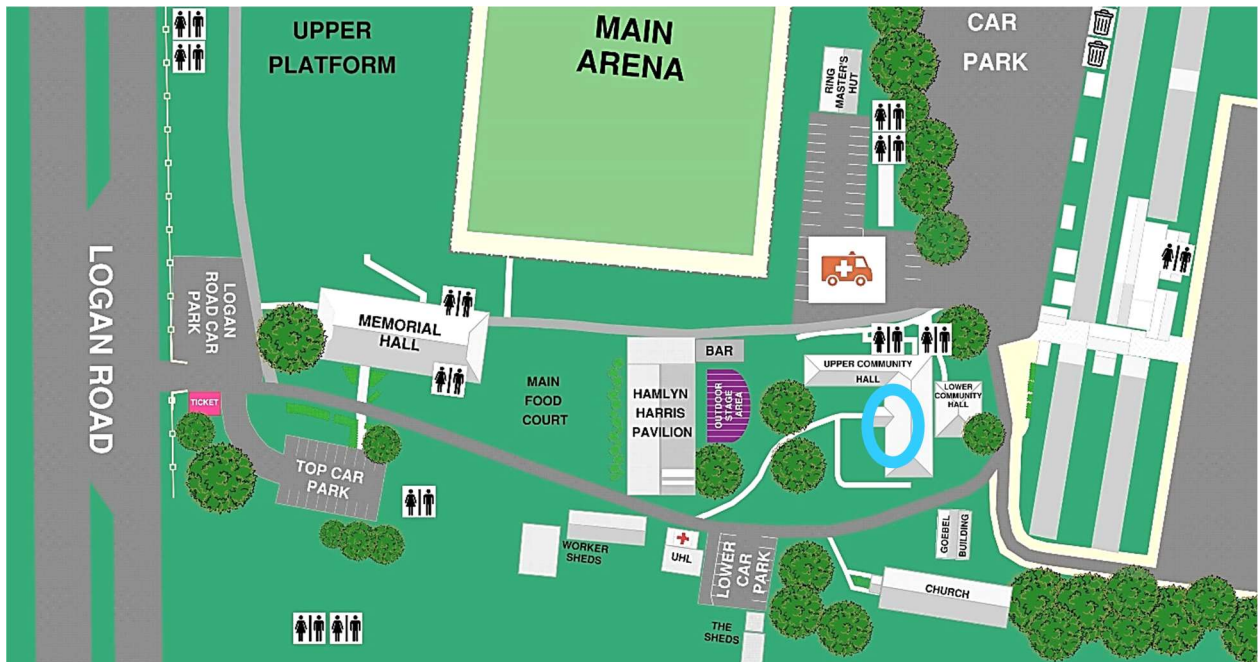 UPPER
PLATFORM
MAIN
ARENA
CAR
PARK
RING
MASTER'S
HUT
LOGAN ROAD
LOGAN
ROAD CAR
PARK
MEMORIAL
HALL
BAR
UPPER COMMUNITY
HALL
MAIN
FOOD
COURT
HAMLYN
HARRIS
PAVILION
OUTDOOR
STAGE
AREA
LOWER
COMMUNITY
HALL
TICKET
TOP CAR
PARK
WORKER
SHEDS
UHL
LOWER
CAR
PARK
GOEBEL
BUILDING
CHURCH
THE
SHEDS